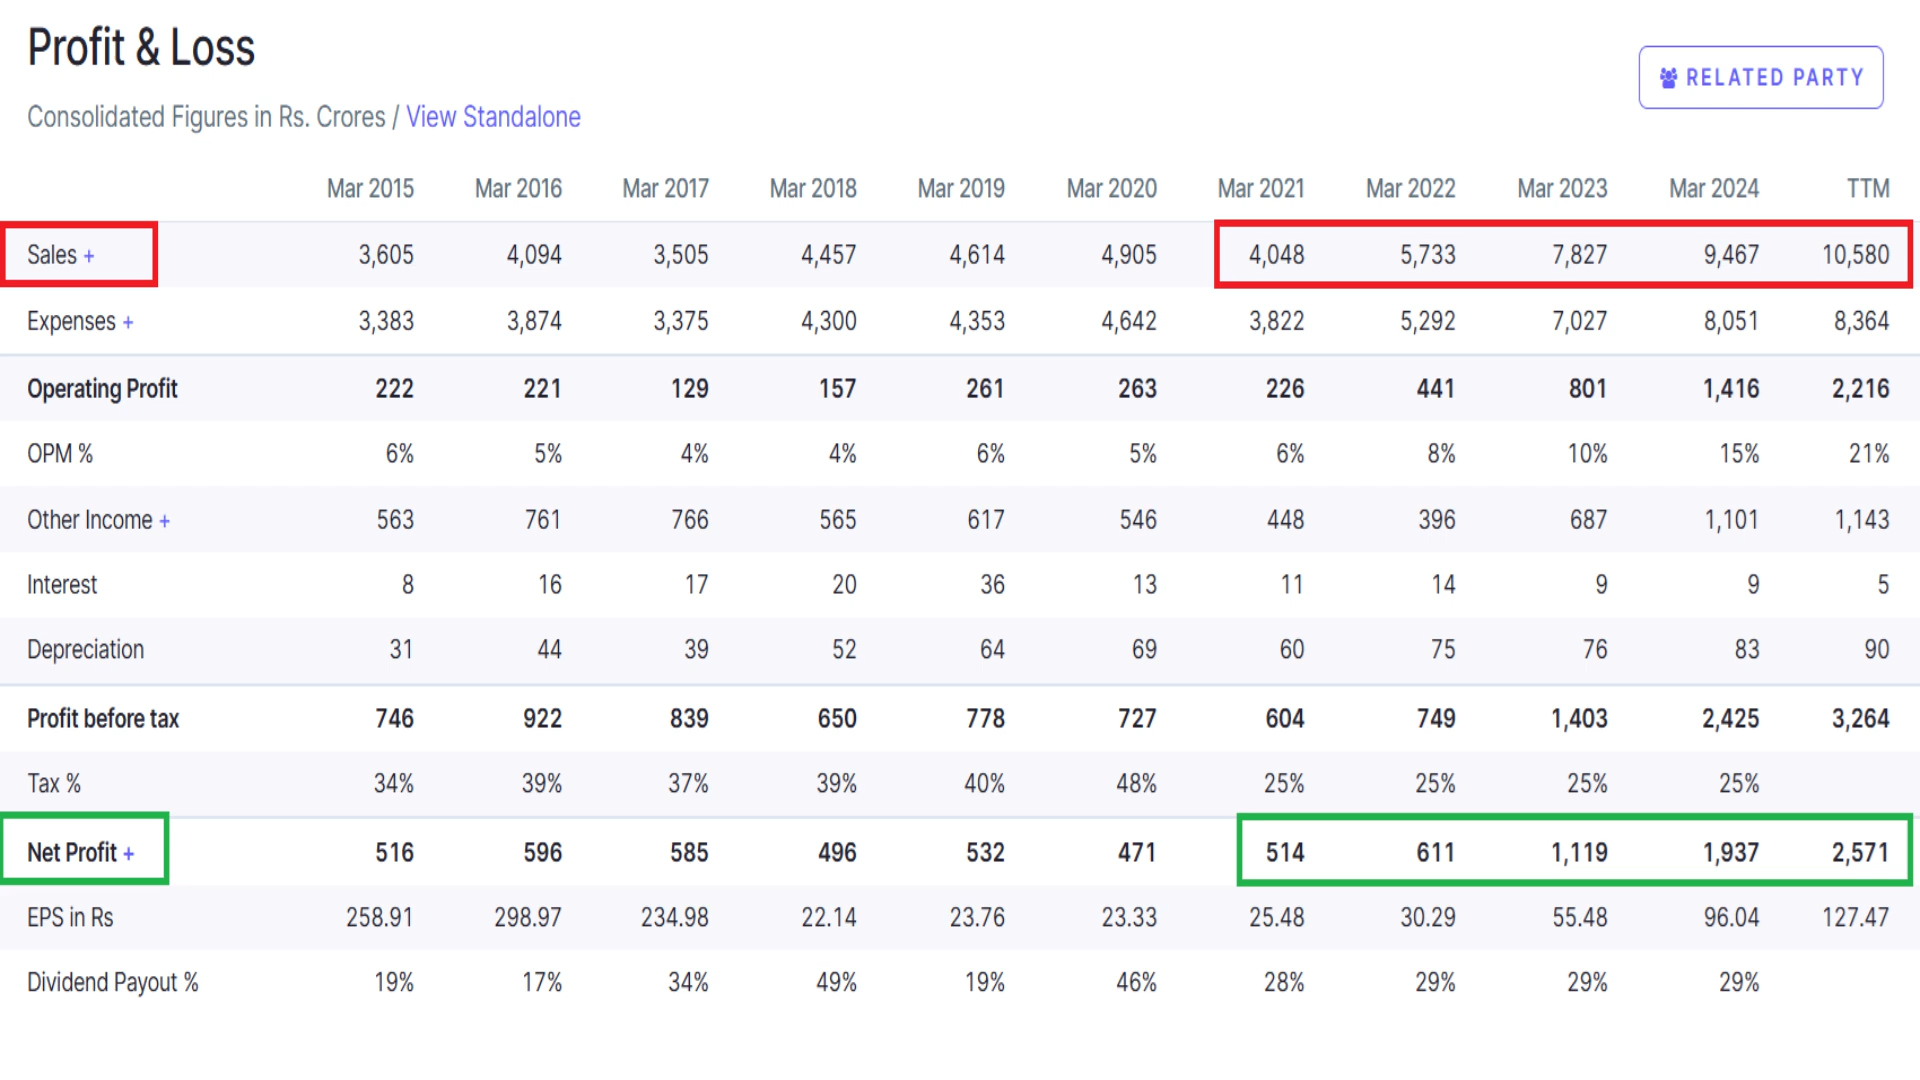 Profit & Loss
RELATED PARTY
Consolidated Figures in Rs. Crores / View Standalone
Mar 2015 Mar 2016 Mar 2017 Mar 2018 Mar 2019 Mar 2020 Mar 2021 Mar 2022 Mar 2023 Mar 2024 TTM
Sales + 3,605 4,094 3,505 4,457 4,614 4,905 4,048 5,733 7,827 9,467 10,580
Expenses + 3,383 3,874 3,375 4,300 4,353 4,642 3,822 5,292 7,027 8,051 8,364
Operating Profit 222 221 129 157 261 263 226 441 801 1,416 2,216
OPM % 6% 5% 4% 4% 6% 5% 6% 8% 10% 15% 21%
Other Income + 563 761 766 565 617 546 448 396 687 1,101 1,143
Interest 8 16 17 20 36 13 11 14 9 9 5
Depreciation 31 44 39 52 64 69 60 75 76 83 90
Profit before tax 746 922 839 650 778 727 604 749 1,403 2,425 3,264
Tax % 34% 39% 37% 39% 40% 48% 25% 25% 25% 25%
Net Profit + 516 596 585 496 532 471 514 611 1,119 1,937 2,571
EPS in Rs 258.91 298.97 234.98 22.14 23.76 23.33 25.48 30.29 55.48 96.04 127.47
Dividend Payout % 19% 17% 34% 49% 19% 46% 28% 29% 29% 29%